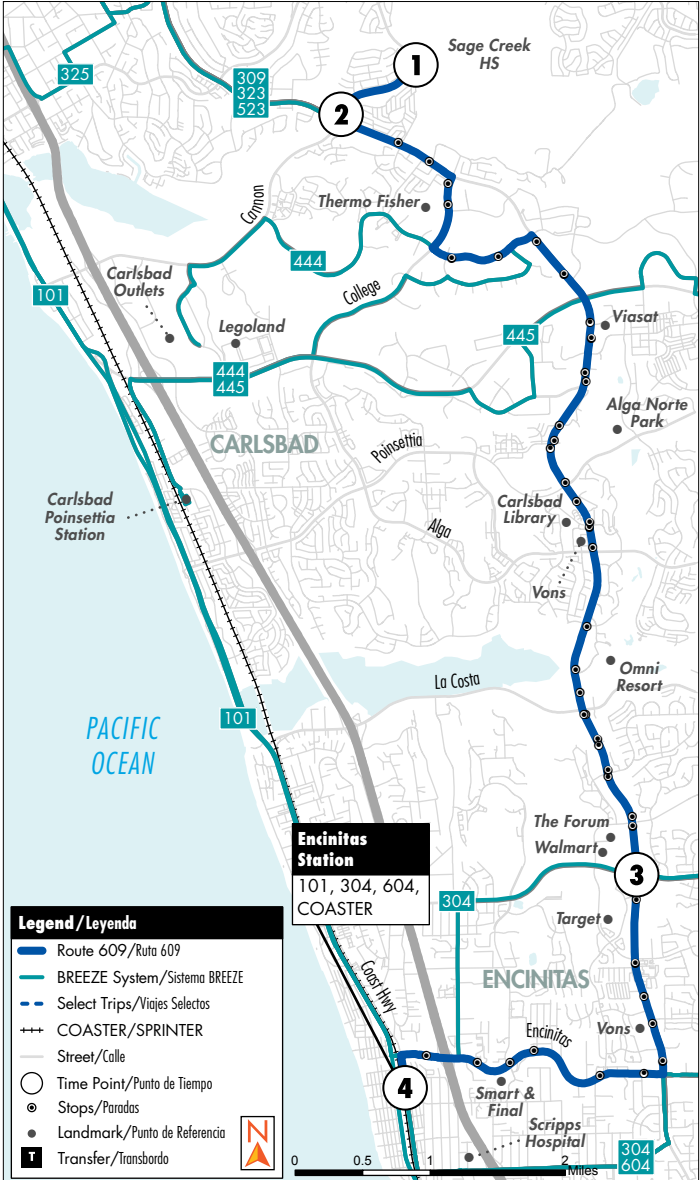 Sage Creek
HS
1
325
309
323
523
2
Cannon
Thermo Fisher
444
101
Carlsbad
Outlets
College
Legoland
Viasat
445
444
445
Alga Norte
Park
CARLSBAD
Poinsettia
Carlsbad
Poinsettia
Station
Carlsbad
Library
Alga
Vons
La Costa
Omni
Resort
101
PACIFIC
OCEAN
The Forum
Walmart
Encinitas
Station
101, 304, 604,
COASTER
3
304
Target
Legend/Leyenda
Route 609/Ruta 609
BREEZE System/Sistema BREEZE
Select Trips/Viajes Selectos
COASTER/SPRINTER
Street/Calle
Time Point/Punto de Tiempo
Stops/Paradas
Landmark/Punto de Referencia
T Transfer/Transbordo
N
Coast Hwy
ENCINITAS
Encinitas
Vons
4
Smart &
Final
Scripps
Hospital
304
604
0 0.5 1 2
Miles